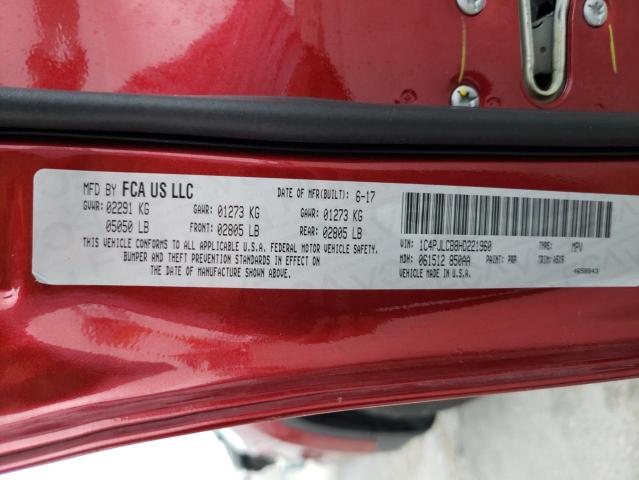 MFD BY FCA US LLC DATE OF MFR(BUILT): 6-17
GVWR: 02291 KG GAWR: 01273 KG GAWR: 01273 KG
05050 LB FRONT: 02805 LB REAR: 02805 LB
THIS VEHICLE CONFORMS TO ALL APPLICABLE U.S.A. FEDERAL MOTOR VEHICLE SAFETY,
BUMPER AND THEFT PREVENTION STANDARDS IN EFFECT ON
THE DATE OF MANUFACTURE SHOWN ABOVE.
VIN: 1C4PJLCB8HD221960 TYPE: MPV
MDH: 061512 850AA PAINT: PRP TRIM:
VEHICLE MADE IN U.S.A. 4658843